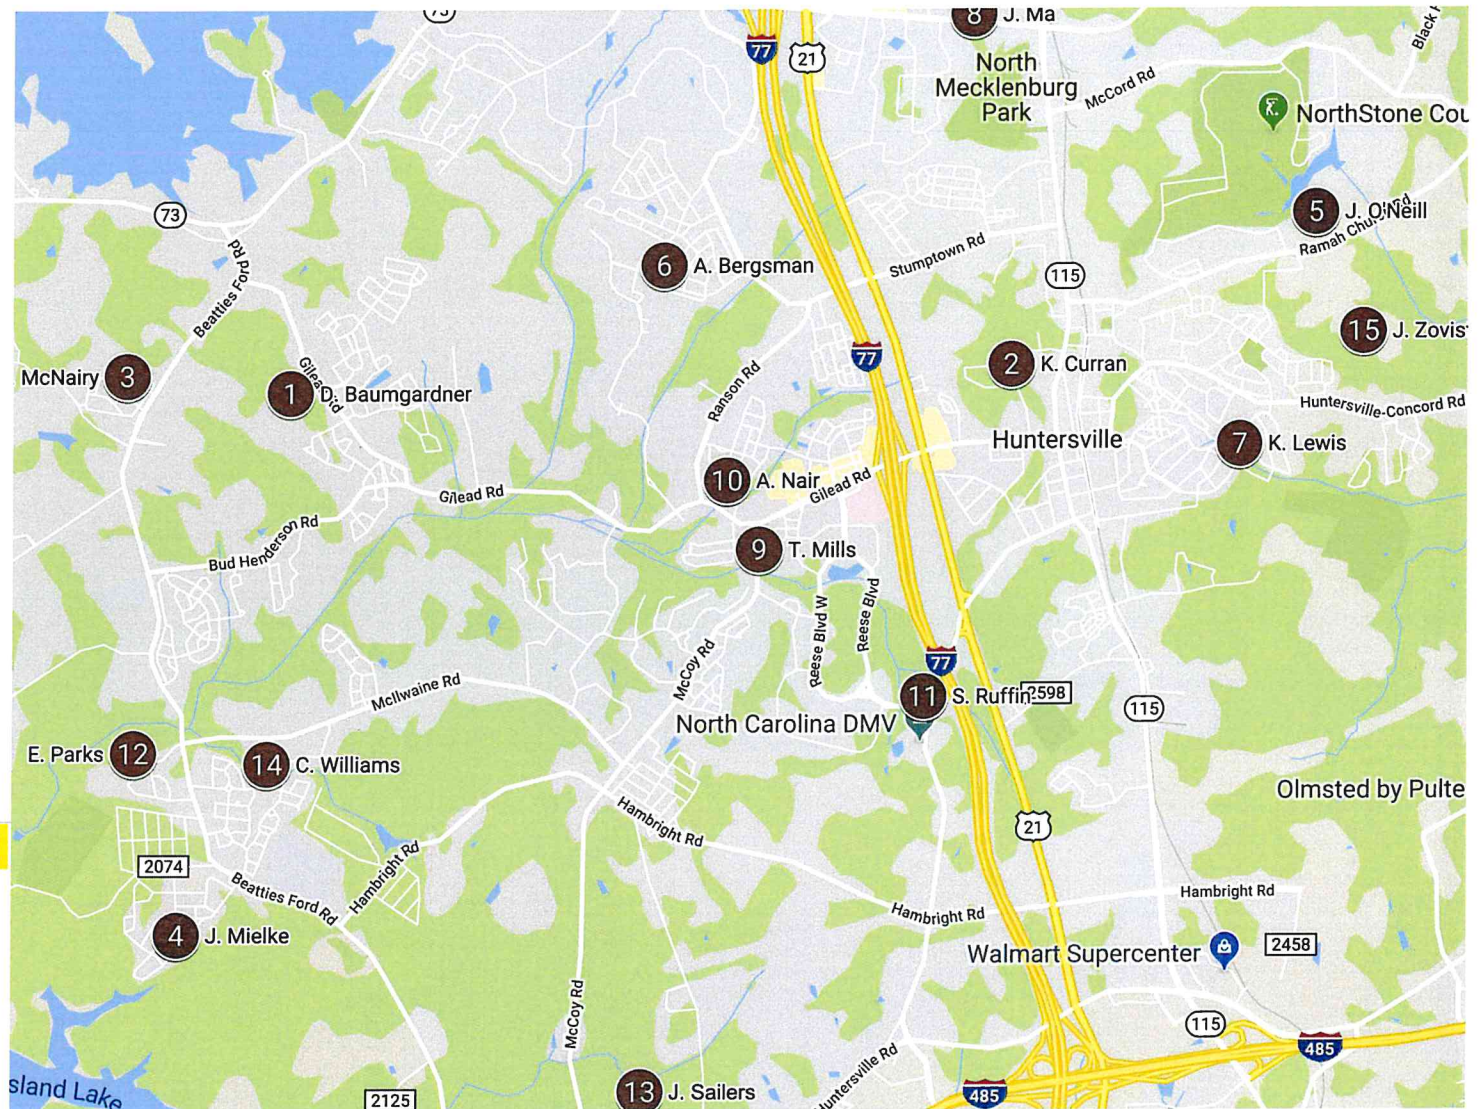 73
8 J. Ma
Black
77
21
North
Mecklenburg
Park
McCord Rd
NorthStone Cou
73
5 J. O'Neill
Ramah Church Rd
6 A. Bergsman
Stumptown Rd
115
Beatties Ford Rd
15 J. Zovis
77
2 K. Curran
McNairy 3
1 D. Baumgardner
Gilead Rd
Ranson Rd
Huntersville-Concord Rd
Huntersville
7 K. Lewis
10 A. Nair
Gilead Rd
Gilead Rd
Bud Henderson Rd
9 T. Mills
Reese Blvd W
Reese Blvd
McCoy Rd
77
McIlwaine Rd
11 S. Ruffin
2598
115
North Carolina DMV
E. Parks 12
14 C. Williams
Olmsted by Pulte
Hambright Rd
21
2074
Hambright Rd
Beatties Ford Rd
Hambright Rd
Hambright Rd
4 J. Mielke
Walmart Supercenter
2458
McCoy Rd
115
485
sland Lake
Huntersville Rd
13 J. Sailers
2125
485